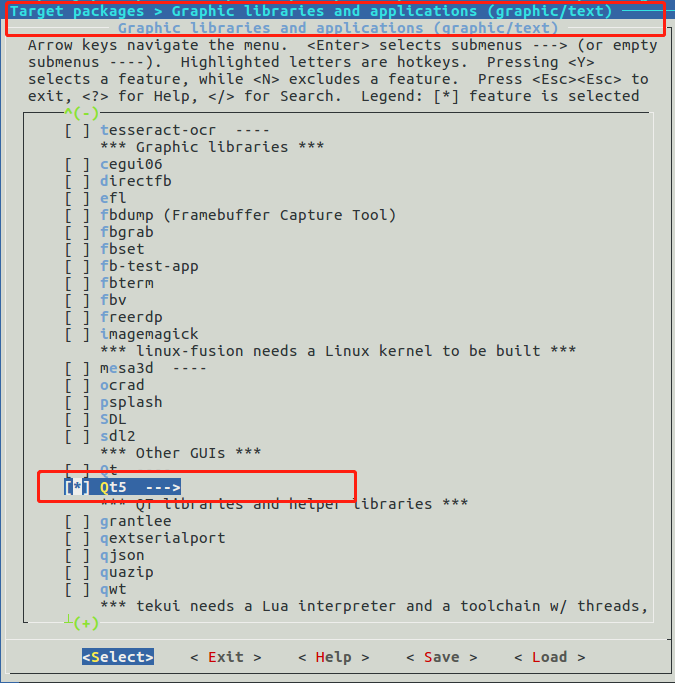 Target packages > Graphic libraries and applications (graphic/text)
Graphic libraries and applications (graphic/text)
Arrow keys navigate the menu.  <Enter> selects submenus ---> (or empty
submenus ----).  Highlighted letters are hotkeys.  Pressing <Y>
selects a feature, while <N> excludes a feature.  Press <Esc><Esc> to
exit, <?> for Help, </> for Search.  Legend: [*] feature is selected
^(-)
[ ] tesseract-ocr  ----
*** Graphic libraries ***
[ ] cegui06
[ ] directfb
[ ] efl
[ ] fbdump (Framebuffer Capture Tool)
[ ] fbgrab
[ ] fbset
[ ] fb-test-app
[ ] fbterm
[ ] fbv
[ ] freerdp
[ ] imagemagick
*** linux-fusion needs a Linux kernel to be built ***
[ ] mesa3d  ----
[ ] ocrad
[ ] psplash
[ ] SDL
[ ] sdl2
*** Other GUIs ***
[ ] Qt  ----
[*] Qt5  --->
*** QT libraries and helper libraries ***
[ ] grantlee
[ ] qextserialport
[ ] qjson
[ ] quazip
[ ] qwt
*** tekui needs a Lua interpreter and a toolchain w/ threads,
┴(+)
<Select>    < Exit >    < Help >    < Save >    < Load >